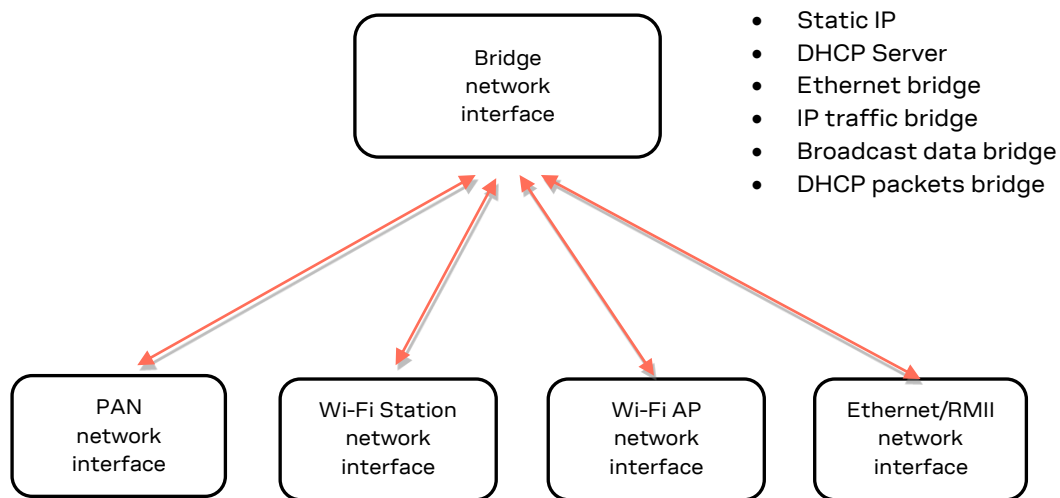 Bridge
network
interface
• Static IP
• DHCP Server
• Ethernet bridge
• IP traffic bridge
• Broadcast data bridge
• DHCP packets bridge
PAN
network
interface
Wi-Fi Station
network
interface
Wi-Fi AP
network
interface
Ethernet/RMII
network
interface